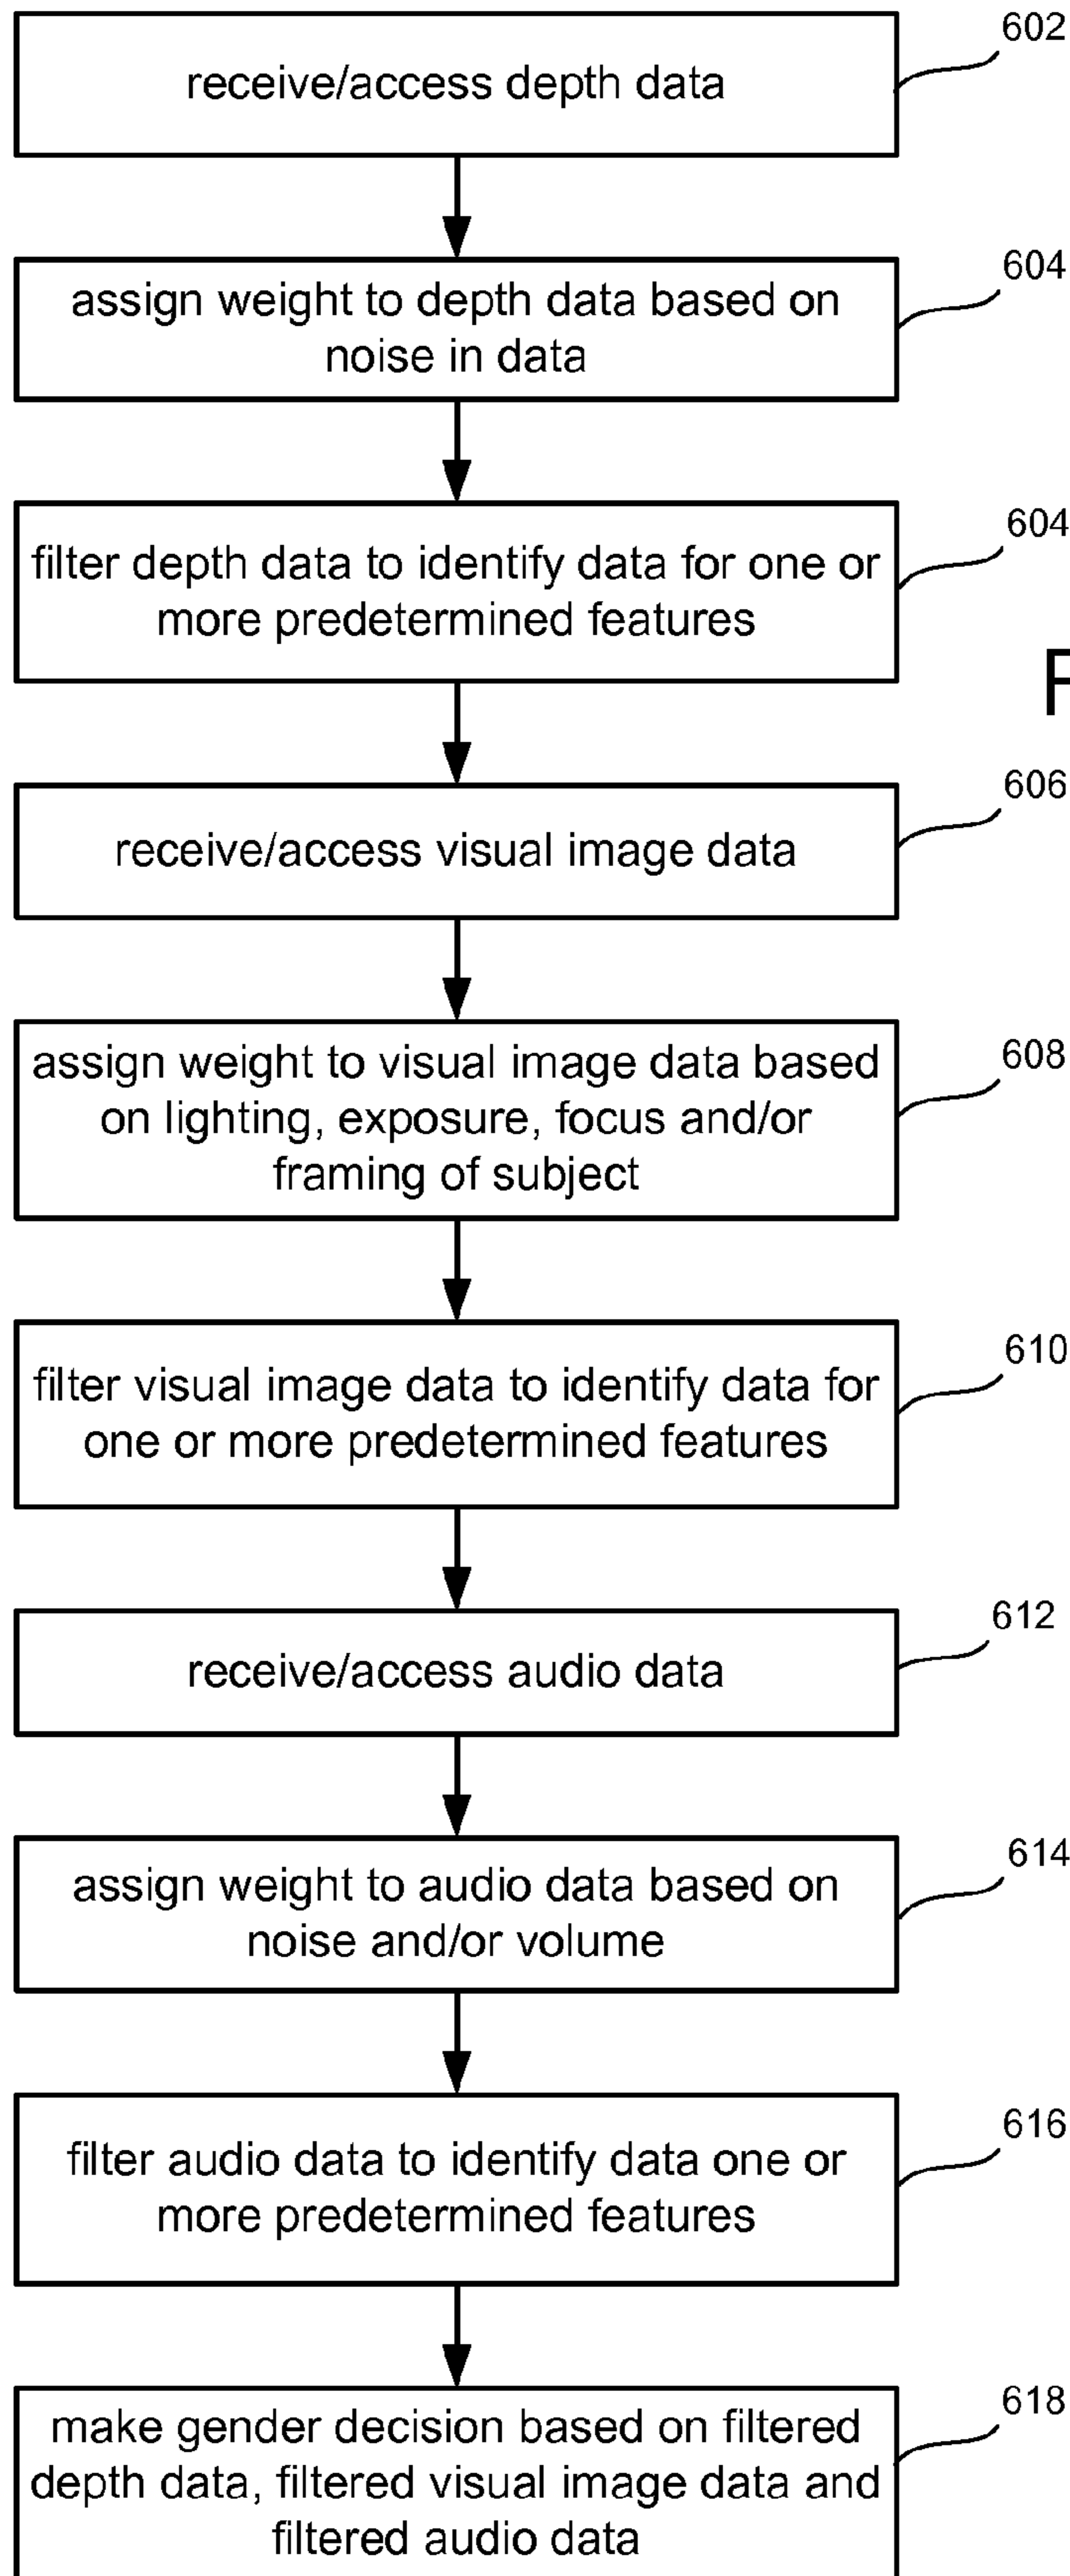 602
receive/access depth data
604
assign weight to depth data based on
noise in data
604
filter depth data to identify data for one or
more predetermined features
F
606
receive/access visual image data
608
assign weight to visual image data based
on lighting, exposure, focus and/or
framing of subject
610
filter visual image data to identify data for
one or more predetermined features
612
receive/access audio data
614
assign weight to audio data based on
noise and/or volume
616
filter audio data to identify data one or
more predetermined features
618
make gender decision based on filtered
depth data, filtered visual image data and
filtered audio data